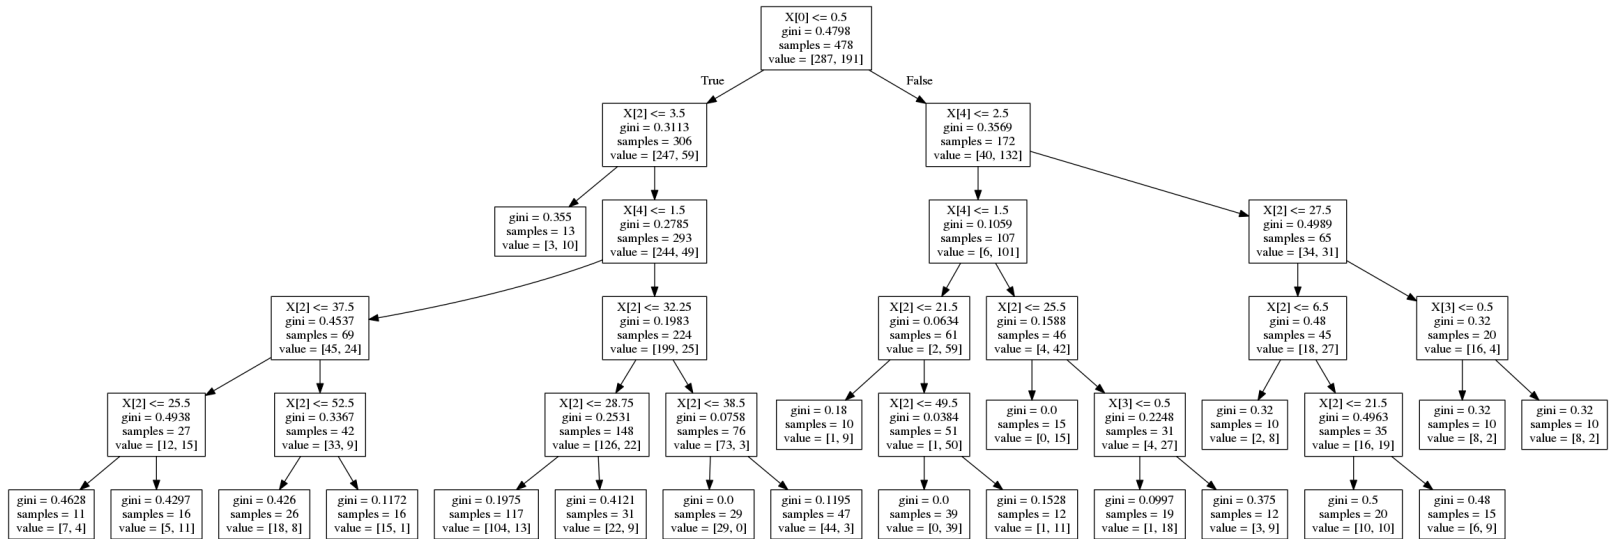 X[0] <= 0.5
gini = 0.4798
samples = 478
value = [287, 191]
True
False
X[2] <= 3.5
gini = 0.3113
samples = 306
value = [247, 59]
X[4] <= 2.5
gini = 0.3569
samples = 172
value = [40, 132]
gini = 0.355
samples = 13
value = [3, 10]
X[4] <= 1.5
gini = 0.2785
samples = 293
value = [244, 49]
X[4] <= 1.5
gini = 0.1059
samples = 107
value = [6, 101]
X[2] <= 27.5
gini = 0.4989
samples = 65
value = [34, 31]
X[2] <= 37.5
gini = 0.4537
samples = 69
value = [45, 24]
X[2] <= 32.25
gini = 0.1983
samples = 224
value = [199, 25]
X[2] <= 21.5
gini = 0.0634
samples = 61
value = [2, 59]
X[2] <= 25.5
gini = 0.1588
samples = 46
value = [4, 42]
X[2] <= 6.5
gini = 0.48
samples = 45
value = [18, 27]
X[3] <= 0.5
gini = 0.32
samples = 20
value = [16, 4]
X[2] <= 25.5
gini = 0.4938
samples = 27
value = [12, 15]
X[2] <= 52.5
gini = 0.3367
samples = 42
value = [33, 9]
X[2] <= 28.75
gini = 0.2531
samples = 148
value = [126, 22]
X[2] <= 38.5
gini = 0.0758
samples = 76
value = [73, 3]
gini = 0.18
samples = 10
value = [1, 9]
X[2] <= 49.5
gini = 0.0384
samples = 51
value = [1, 50]
gini = 0.0
samples = 15
value = [0, 15]
X[3] <= 0.5
gini = 0.2248
samples = 31
value = [4, 27]
gini = 0.32
samples = 10
value = [2, 8]
X[2] <= 21.5
gini = 0.4963
samples = 35
value = [16, 19]
gini = 0.32
samples = 10
value = [8, 2]
gini = 0.32
samples = 10
value = [8, 2]
gini = 0.4628
samples = 11
value = [7, 4]
gini = 0.4297
samples = 16
value = [5, 11]
gini = 0.426
samples = 26
value = [18, 8]
gini = 0.1172
samples = 16
value = [15, 1]
gini = 0.1975
samples = 117
value = [104, 13]
gini = 0.4121
samples = 31
value = [22, 9]
gini = 0.0
samples = 29
value = [29, 0]
gini = 0.1195
samples = 47
value = [44, 3]
gini = 0.0
samples = 39
value = [0, 39]
gini = 0.1528
samples = 12
value = [1, 11]
gini = 0.0997
samples = 19
value = [1, 18]
gini = 0.375
samples = 12
value = [3, 9]
gini = 0.5
samples = 20
value = [10, 10]
gini = 0.48
samples = 15
value = [6, 9]